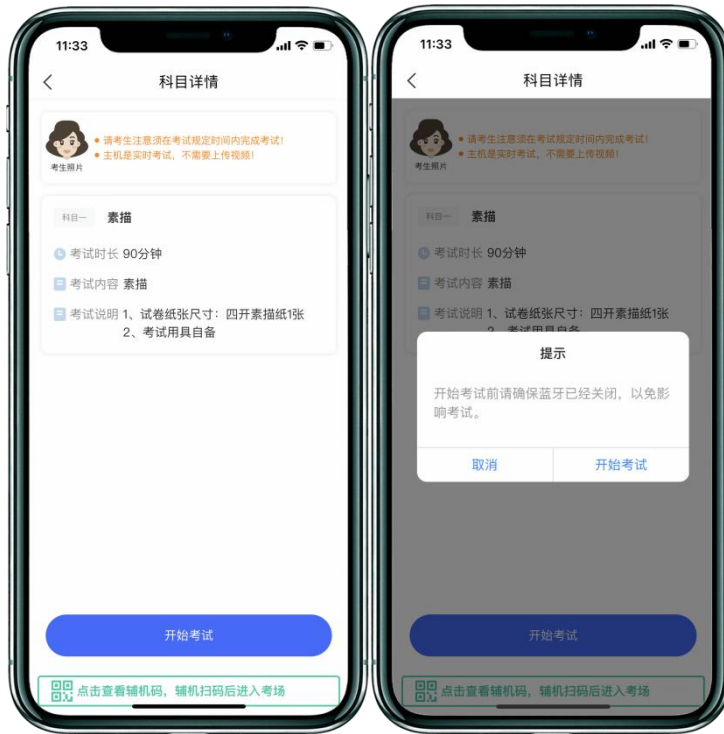 11:33
科目详情
考生照片
请考生注意须在考试规定时间内完成考试!
主机是实时考试，不需要上传视频!
科目一 素描
考试时长 90分钟
考试内容 素描
考试说明 1、试卷纸张尺寸：四开素描纸1张
2、考试用具自备
开始考试
点击查看辅机码，辅机扫码后进入考场
11:33
科目详情
考生照片
请考生注意须在考试规定时间内完成考试!
主机是实时考试，不需要上传视频!
科目一 素描
考试时长 90分钟
考试内容 素描
考试说明 1、试卷纸张尺寸：四开素描纸1张
2、考试用具自备
提示
开始考试前请确保蓝牙已经关闭，以免影
响考试。
取消 开始考试
开始考试
点击查看辅机码，辅机扫码后进入考场